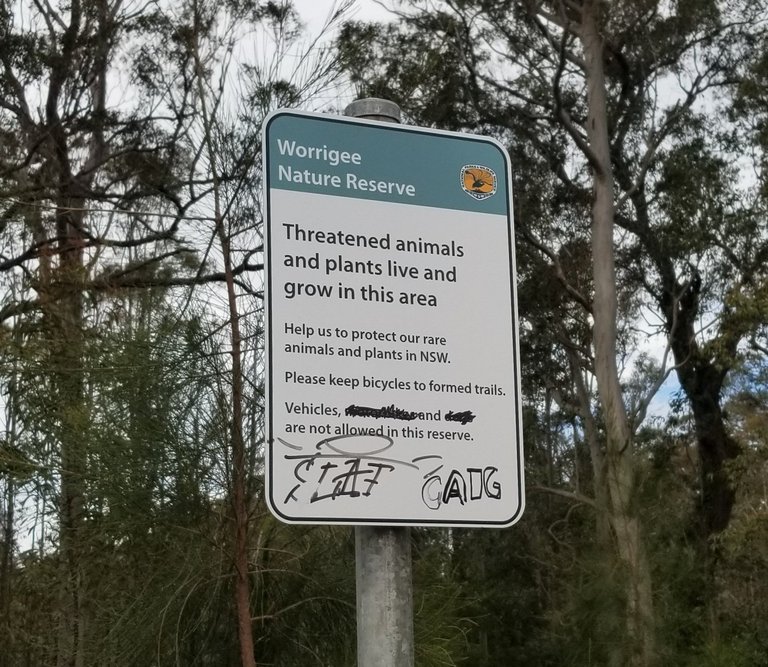 Worrigee
Nature Reserve
Threatened animals
and plants live and
grow in this area
Help us to protect our rare
animals and plants in NSW.
Please keep bicycles to formed trails.
Vehicles, and
are not allowed in this reserve.